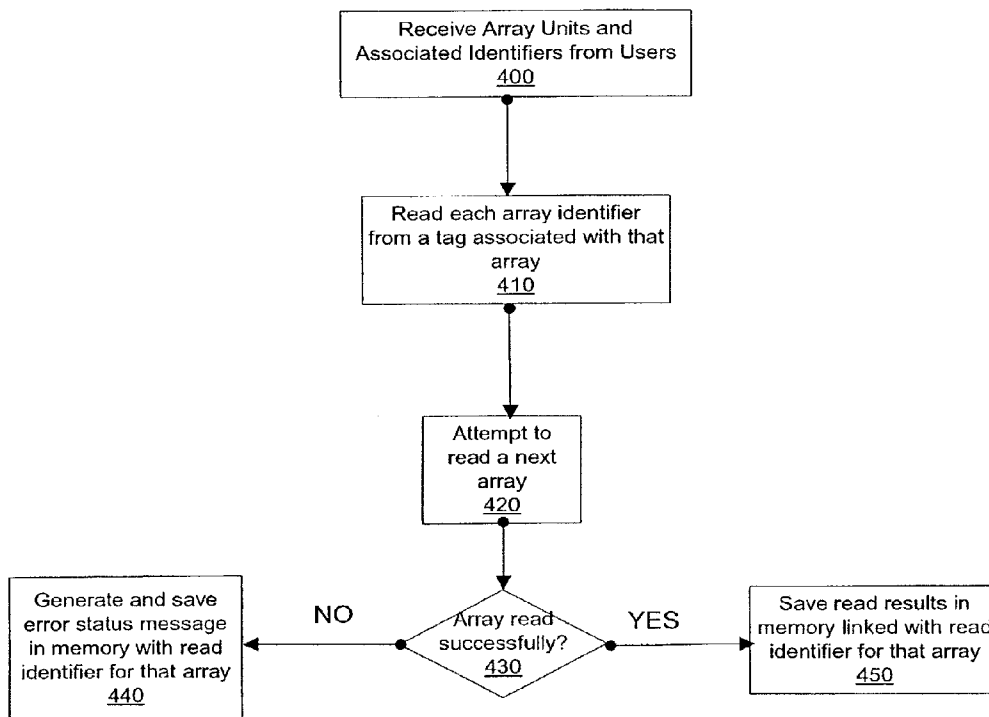 Receive Array Units and
Associated Identifiers from Users
400
Read each array identifier
from a tag associated with that
array
410
Attempt to
read a next
array
420
Array read
successfully?
430
NO
YES
Generate and save
error status message
in memory with read
identifier for that array
440
Save read results in
memory linked with read
identifier for that array
450